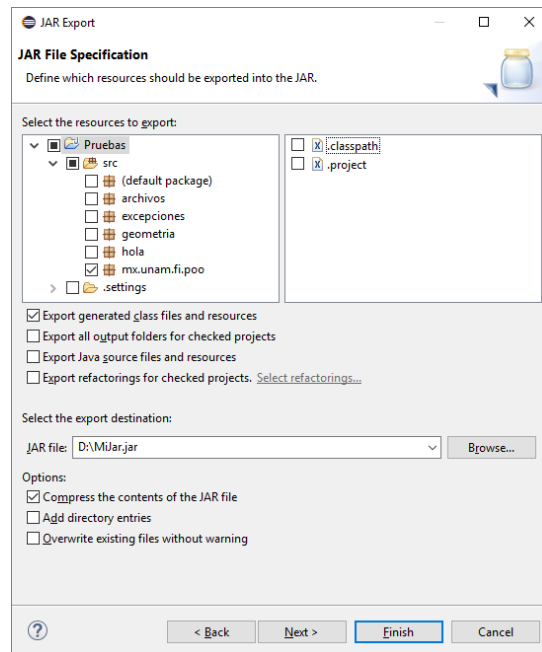 JAR Export
JAR File Specification
Define which resources should be exported into the JAR.
Select the resources to export:
Pruebas
src
(default package)
archivos
excepciones
geometria
hola
mx.unam.fi.poo
.settings
.classpath
.project
Export generated class files and resources
Export all output folders for checked projects
Export Java source files and resources
Export refactorings for checked projects. Select refactorings...
Select the export destination:
JAR file: D:\MiJar.jar Browse...
Options:
Compress the contents of the JAR file
Add directory entries
Overwrite existing files without warning
? < Back Next > Finish Cancel